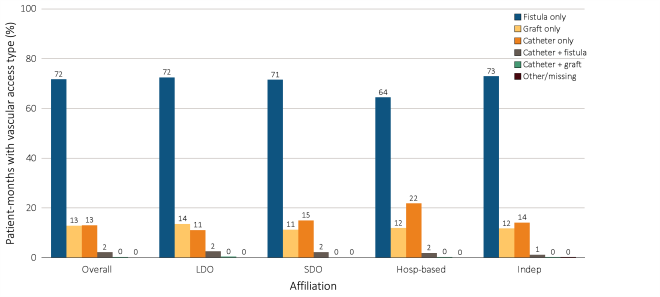 100
80
60
40
20
0
Patient-months with vascular access type (%)
Fistula only
Graft only
Catheter only
Catheter + fistula
Catheter + graft
Other/missing
72 13 13 2 0 0
72 14 11 2 0 0
71 11 15 2 0 0
64 12 22 2 0 0
73 12 14 1 0 0
Overall LDO SDO Hosp-based Indep
Affiliation